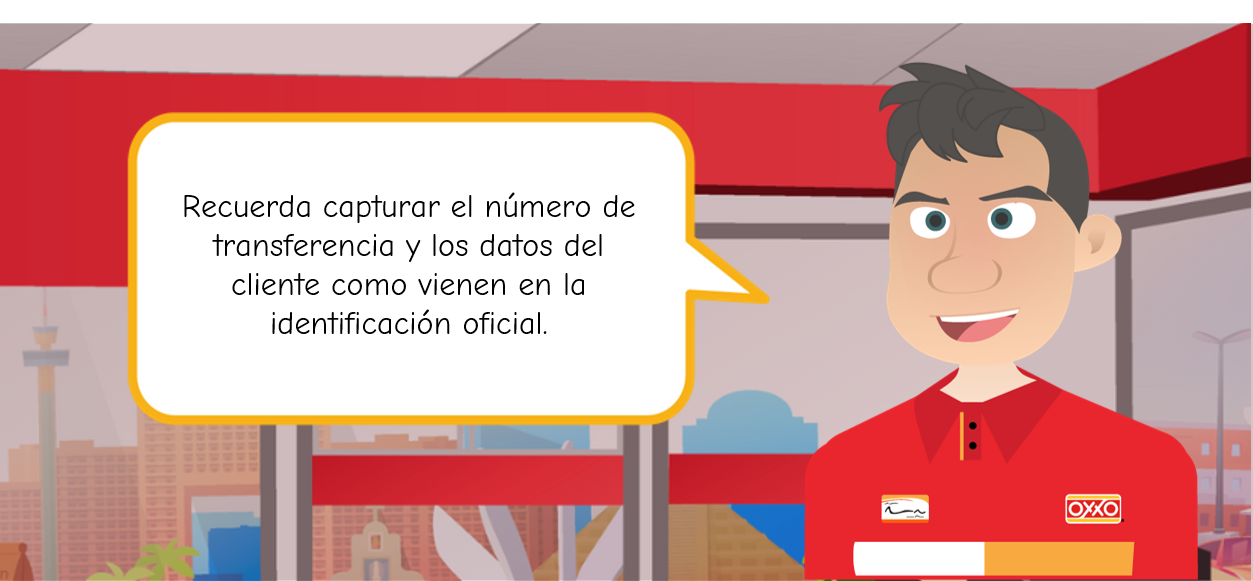 Recuerda capturar el número de
transferencia y los datos del
cliente como vienen en la
identificación oficial.
OXXO